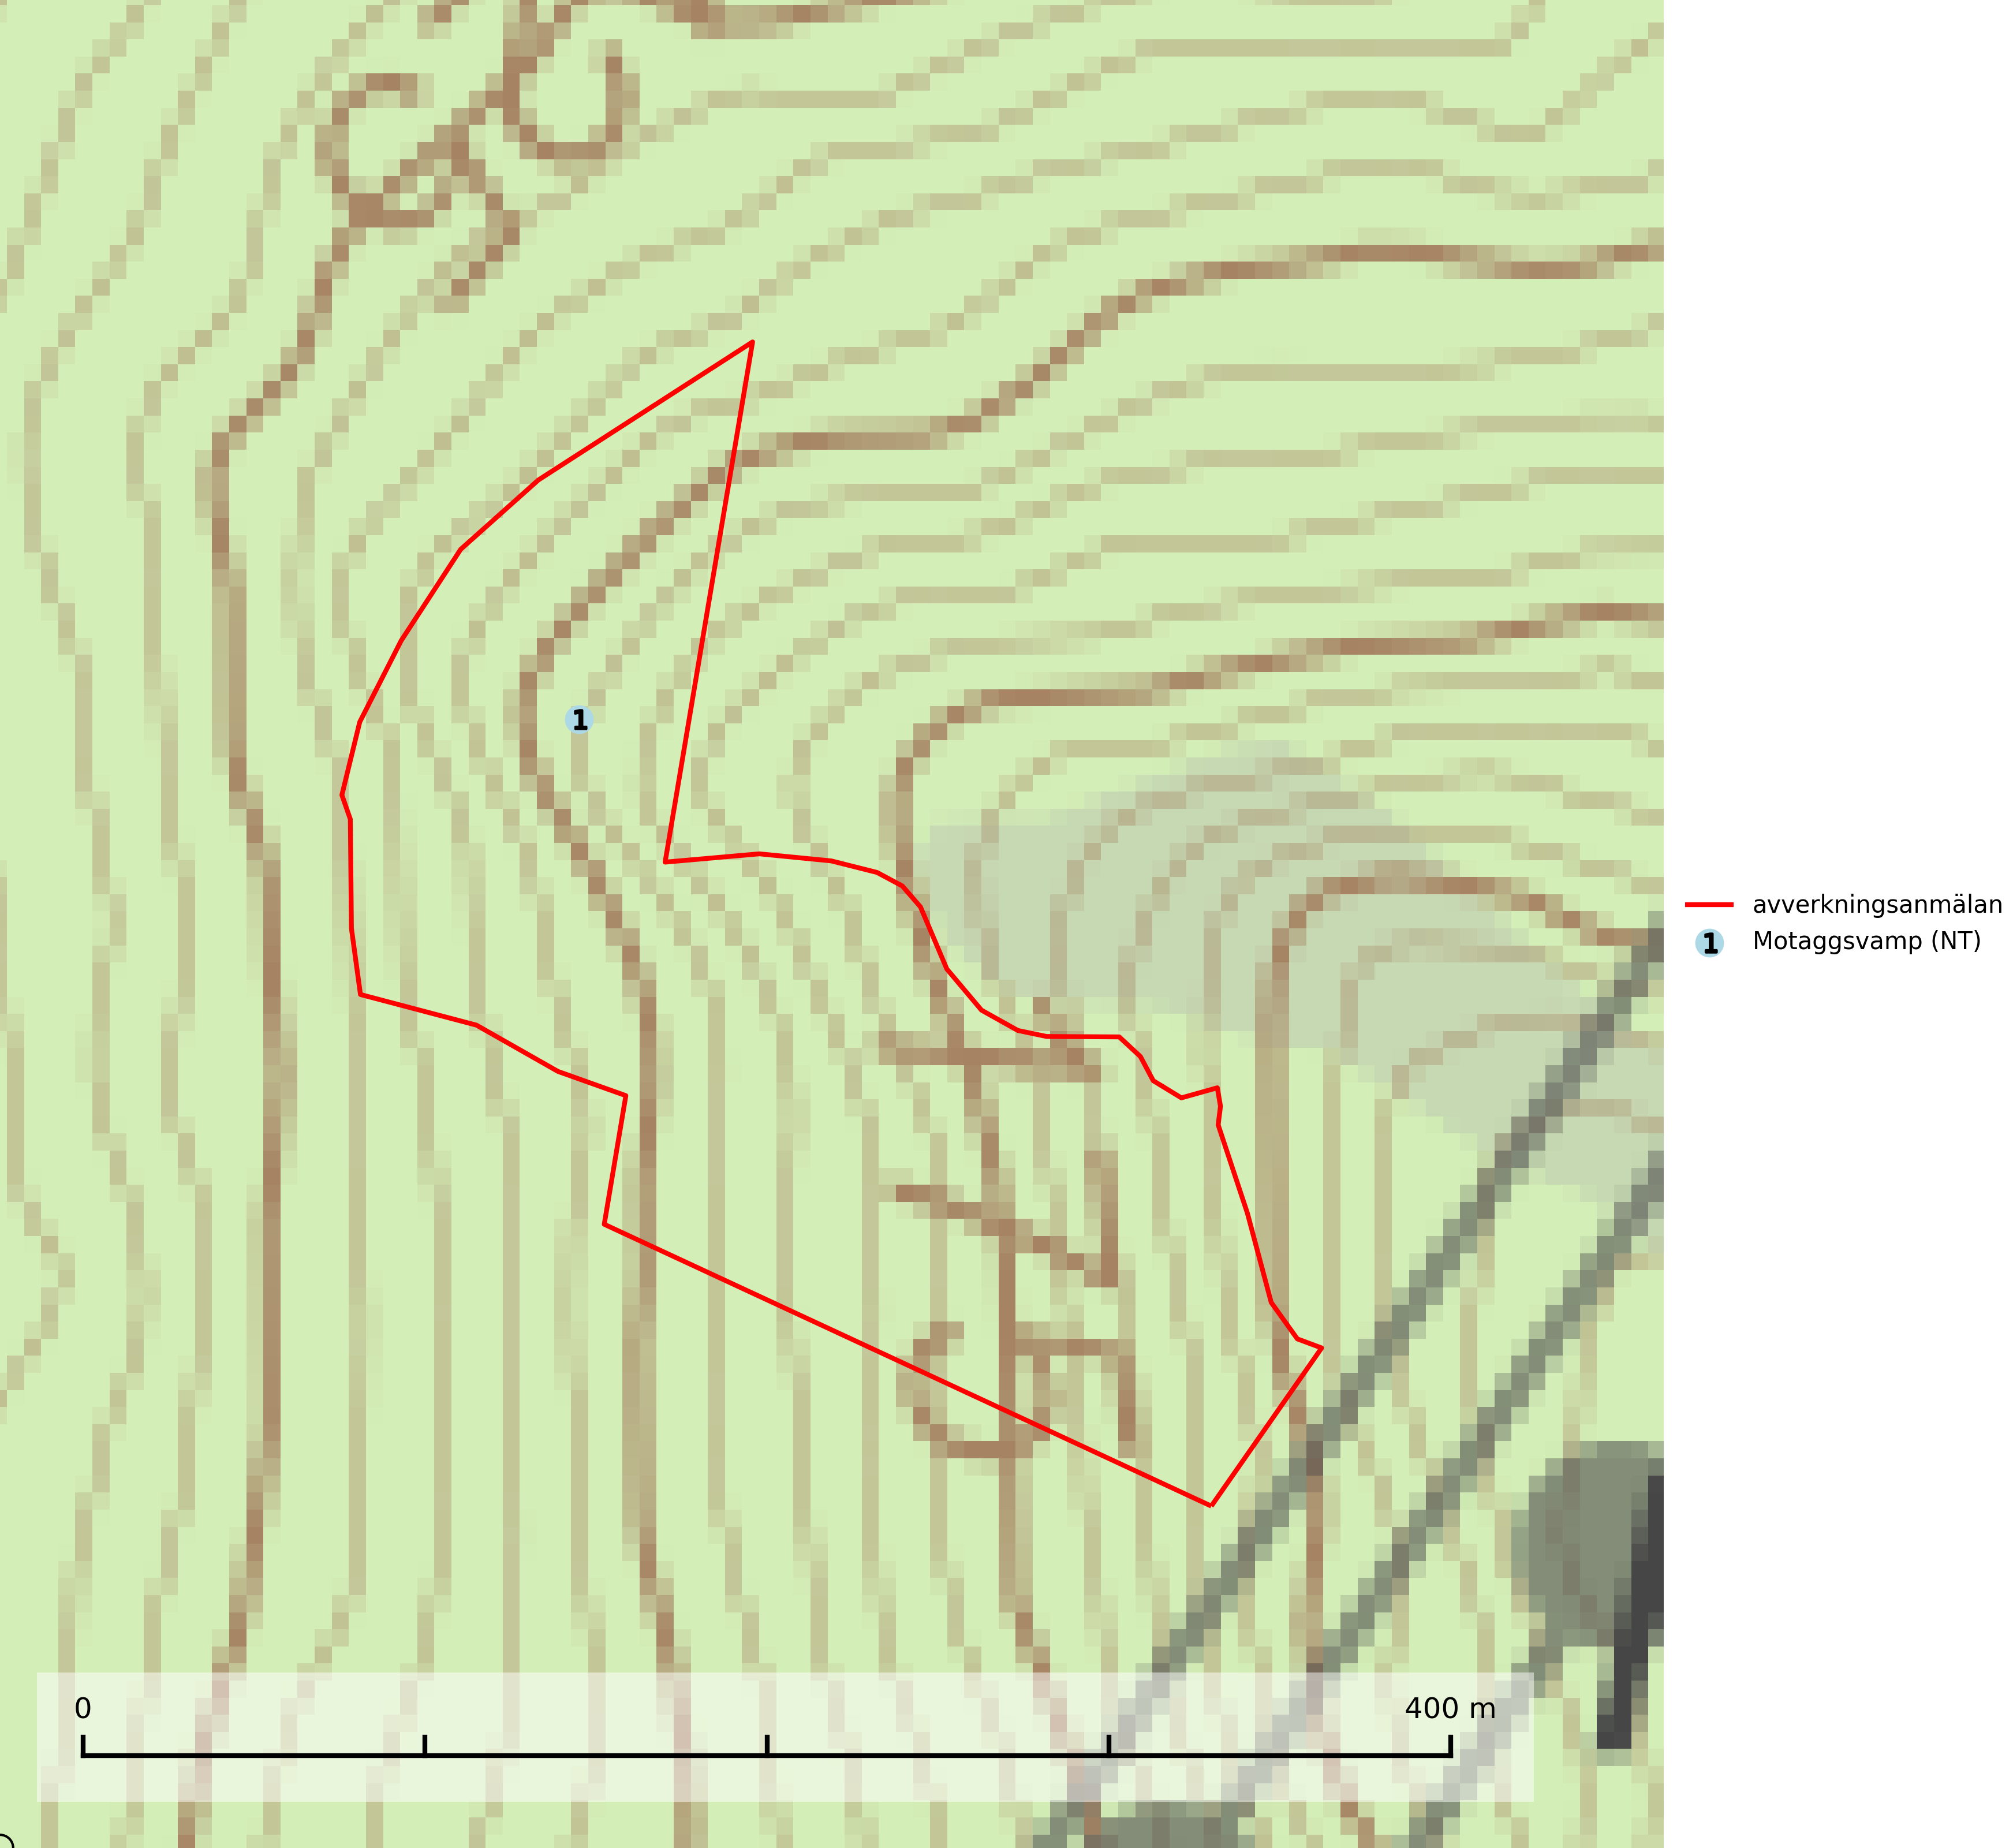 1
avverkningsanmälan
1 Motaggsvamp (NT)
0 400 m